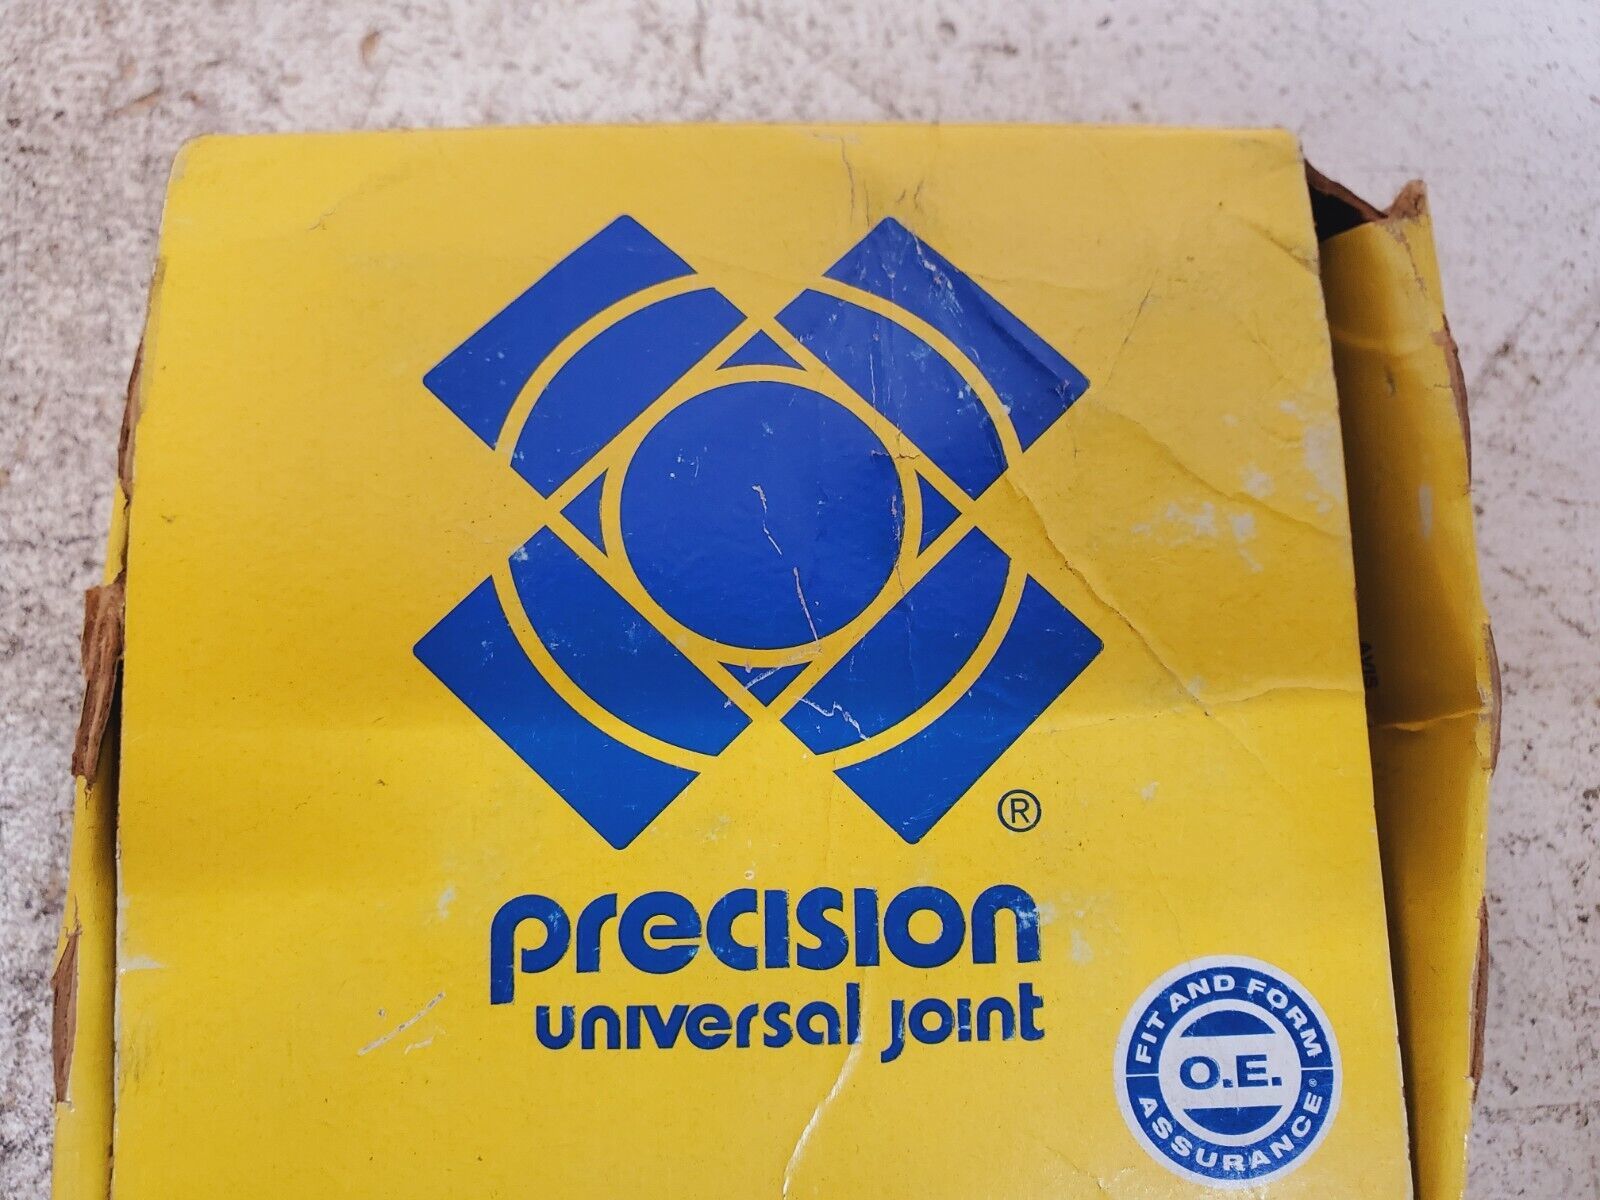 ®
precision
universal joint
FIT AND FORM
O.E.
ASSURANCE®